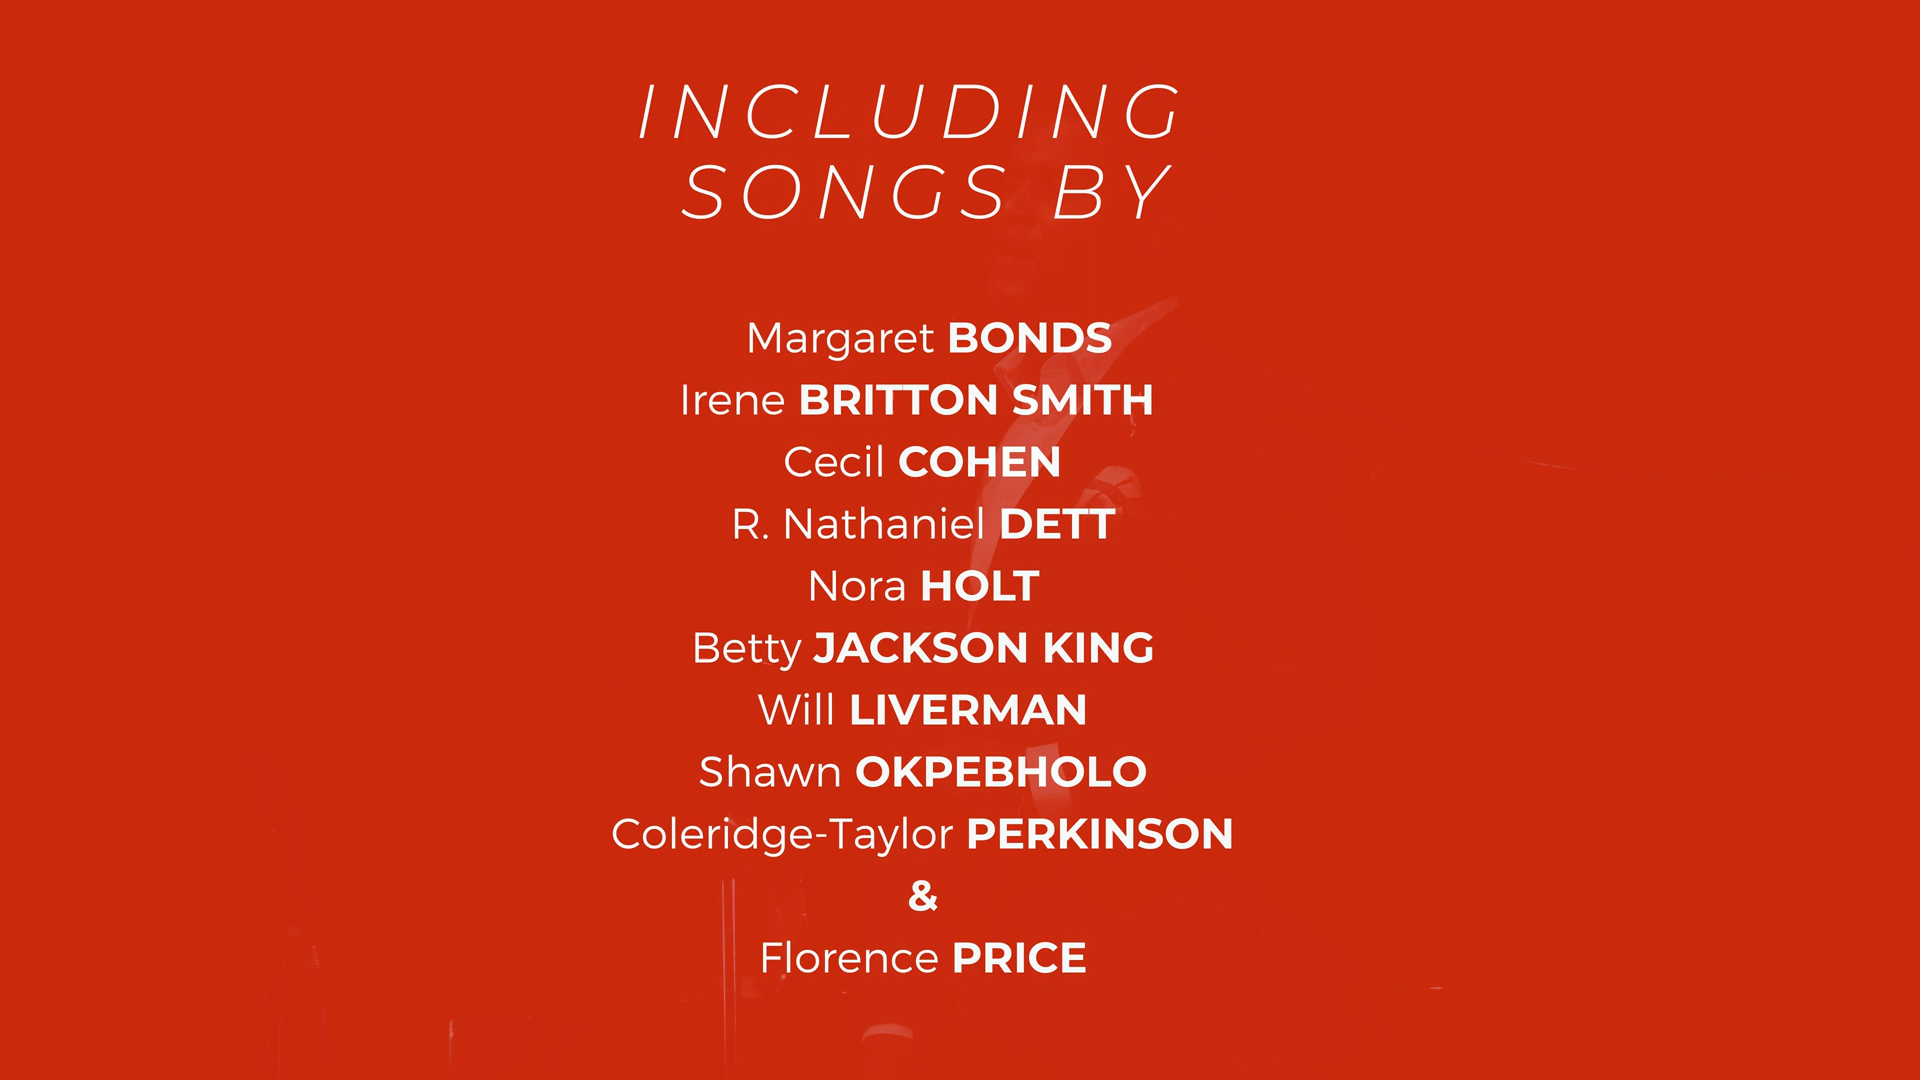 INCLUDING
SONGS BY
Margaret BONDS
Irene BRITTON SMITH
Cecil COHEN
R. Nathaniel DETT
Nora HOLT
Betty JACKSON KING
Will LIVERMAN
Shawn OKPEBHOLO
Coleridge-Taylor PERKINSON
&
Florence PRICE